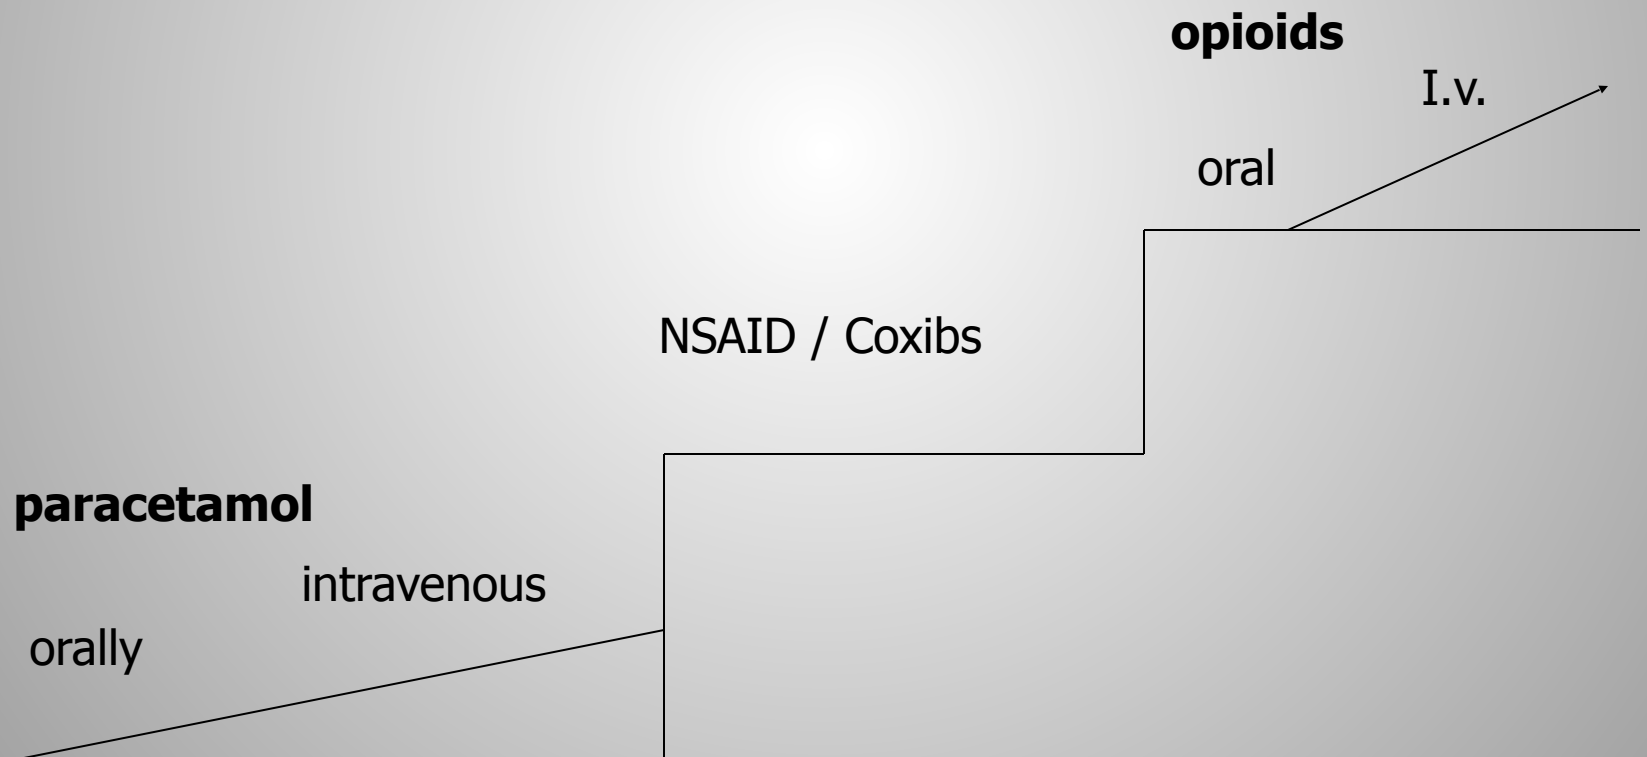 opioids
I.v.
oral
NSAID / Coxibs
paracetamol
intravenous
orally